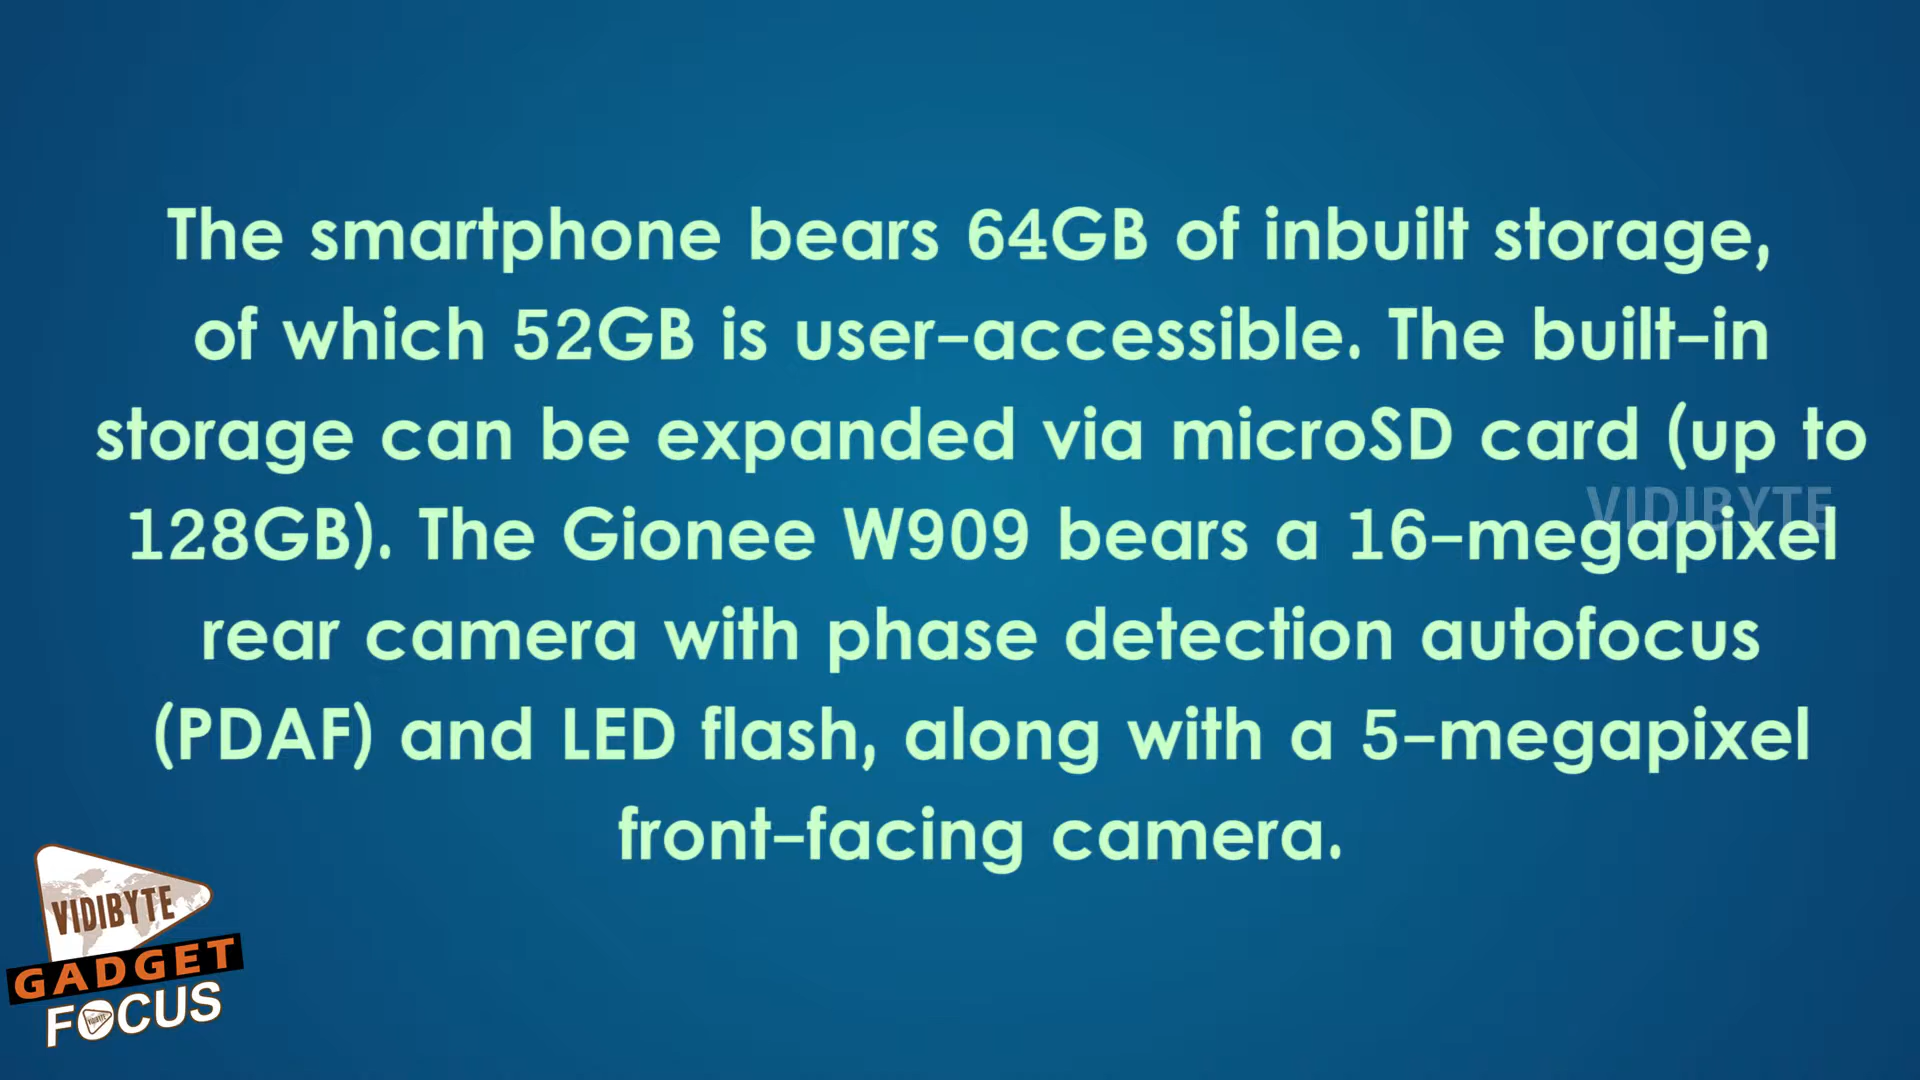 The smartphone bears 64GB of inbuilt storage,
of which 52GB is user-accessible. The built-in
storage can be expanded via microSD card (up to
VIDIBYTE
128GB). The Gionee W909 bears a 16-megapixel
rear camera with phase detection autofocus
(PDAF) and LED flash, along with a 5-megapixel
front-facing camera.
VIDIBYTE
GADGET
FOCUS